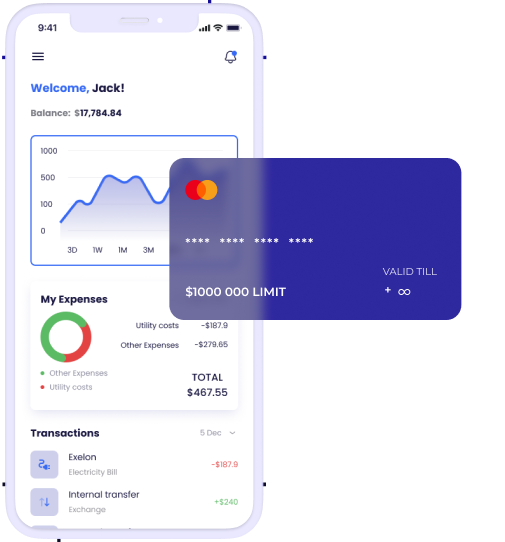 9:41
Welcome, Jack!
Balance: $17,784.84
1000
500
100
0
3D 1W 1M 3M
**** **** **** ****
VALID TILL
$1000 000 LIMIT
+ ∞
My Expenses
Utility costs -$187.9
Other Expenses -$279.65
Other Expenses
Utility costs
TOTAL
$467.55
Transactions 5 Dec
Exelon
Electricity Bill
-$187.9
Internal transfer
Exchange
+$240